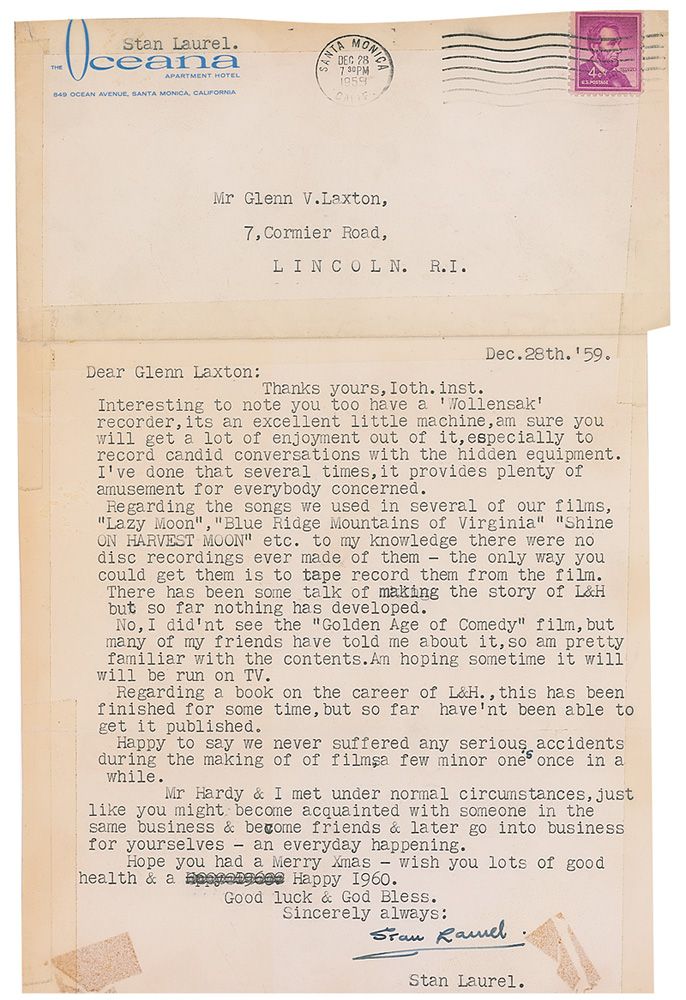 Stan Laurel.
THE Oceana
APARTMENT HOTEL
849 OCEAN AVENUE, SANTA MONICA, CALIFORNIA
SANTA MONICA
DEC 28
7 30 PM
1959
CALIF.
4¢
U.S. POSTAGE
Mr Glenn V.Laxton,
7,Cormier Road,
LINCOLN. R.I.
Dec.28th.'59.
Dear Glenn Laxton:
Thanks yours,Ioth.inst.
Interesting to note you too have a 'Wollensak'
recorder,its an excellent little machine,am sure you
will get a lot of enjoyment out of it,especially to
record candid conversations with the hidden equipment.
I've done that several times,it provides plenty of
amusement for everybody concerned.
Regarding the songs we used in several of our films,
"Lazy Moon","Blue Ridge Mountains of Virginia" "Shine
ON HARVEST MOON" etc. to my knowledge there were no
disc recordings ever made of them - the only way you
could get them is to tape record them from the film.
There has been some talk of making the story of L&H
but so far nothing has developed.
No,I did'nt see the "Golden Age of Comedy" film,but
many of my friends have told me about it,so am pretty
familiar with the contents.Am hoping sometime it will
will be run on TV.
Regarding a book on the career of L&H.,this has been
finished for some time,but so far have'nt been able to
get it published.
Happy to say we never suffered any serious accidents
during the making of of films,a few minor one's once in a
while.
Mr Hardy & I met under normal circumstances,just
like you might become acquainted with someone in the
same business & become friends & later go into business
for yourselves - an everyday happening.
Hope you had a Merry Xmas - wish you lots of good
health & a Happy I960.
Good luck & God Bless.
Sincerely always:
Stan Laurel.
Stan Laurel.